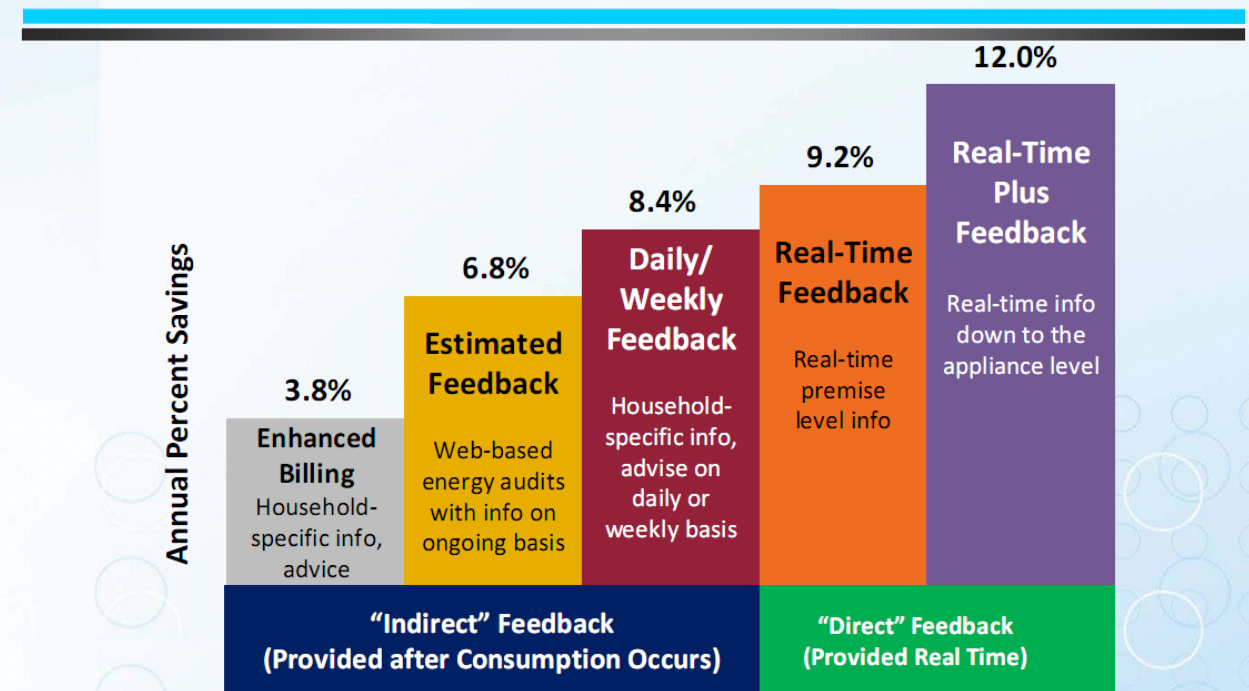 12.0%
9.2%
8.4%
6.8%
3.8%
Annual Percent Savings
Enhanced
Billing
Household-
specific info,
advice
Estimated
Feedback
Web-based
energy audits
with info on
ongoing basis
Daily/
Weekly
Feedback
Household-
specific info,
advise on
daily or
weekly basis
Real-Time
Feedback
Real-time
premise
level info
Real-Time
Plus
Feedback
Real-time info
down to the
appliance level
“Indirect” Feedback
(Provided after Consumption Occurs)
“Direct” Feedback
(Provided Real Time)